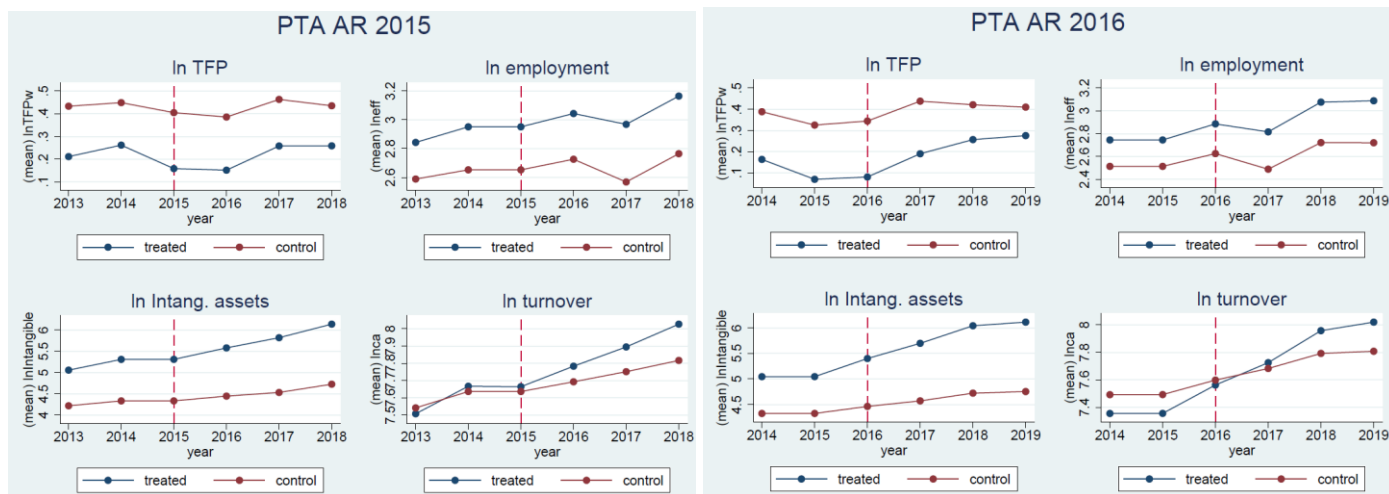 PTA AR 2015
ln TFP
(mean) lnTFPw
.1 .2 .3 .4 .5
2013 2014 2015 2016 2017 2018
year
treated control
ln employment
(mean) lneff
2.6 2.8 3 3.2
2013 2014 2015 2016 2017 2018
year
treated control
ln Intang. assets
(mean) lnIntangible
4 4.5 5 5.5 6
2013 2014 2015 2016 2017 2018
year
treated control
ln turnover
(mean) lnca
7.57.67.77.87.9 8
2013 2014 2015 2016 2017 2018
year
treated control
PTA AR 2016
ln TFP
(mean) lnTFPw
.1 .2 .3 .4 .5
2014 2015 2016 2017 2018 2019
year
treated control
ln employment
(mean) lneff
2.4 2.6 2.8 3 3.2
2014 2015 2016 2017 2018 2019
year
treated control
ln Intang. assets
(mean) lnIntangible
4.5 5 5.5 6
2014 2015 2016 2017 2018 2019
year
treated control
ln turnover
(mean) lnca
7.4 7.6 7.8 8
2014 2015 2016 2017 2018 2019
year
treated control